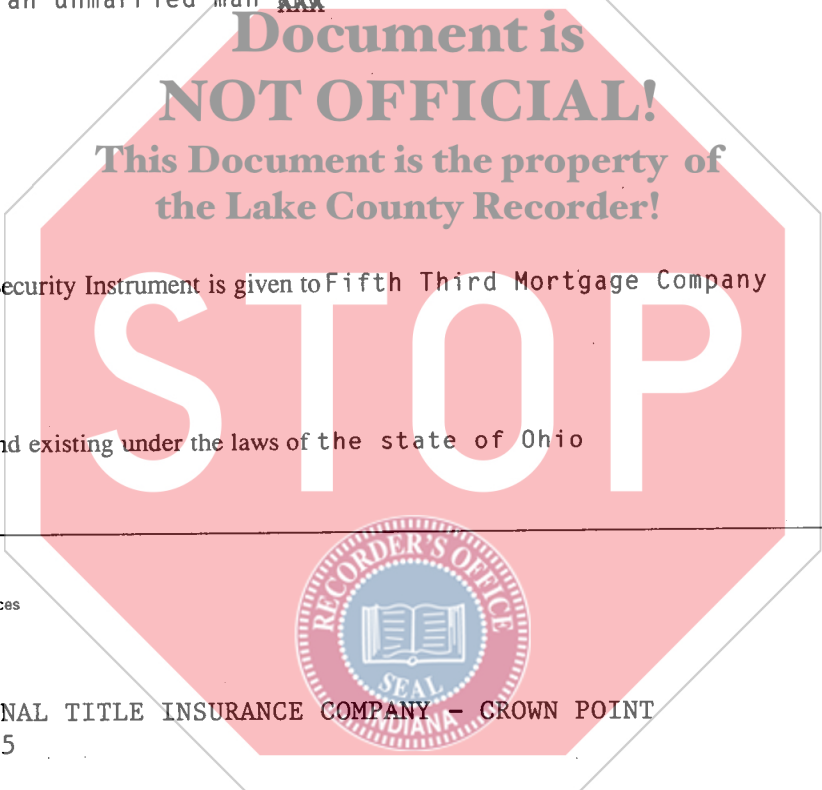 an unmarried man XXX
Document is
NOT OFFICIAL!
This Document is the property of
the Lake County Recorder!
ecurity Instrument is given to Fifth Third Mortgage Company
STOP
nd existing under the laws of the state of Ohio
RECORDER'S OFFICE
ces
SEAL
INDIANA
NAL TITLE INSURANCE COMPANY - CROWN POINT
5